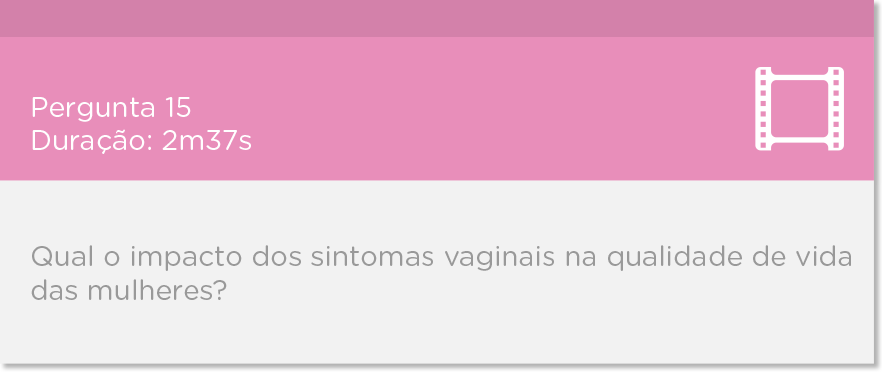 Pergunta 15
Duração: 2m37s
Qual o impacto dos sintomas vaginais na qualidade de vida
das mulheres?